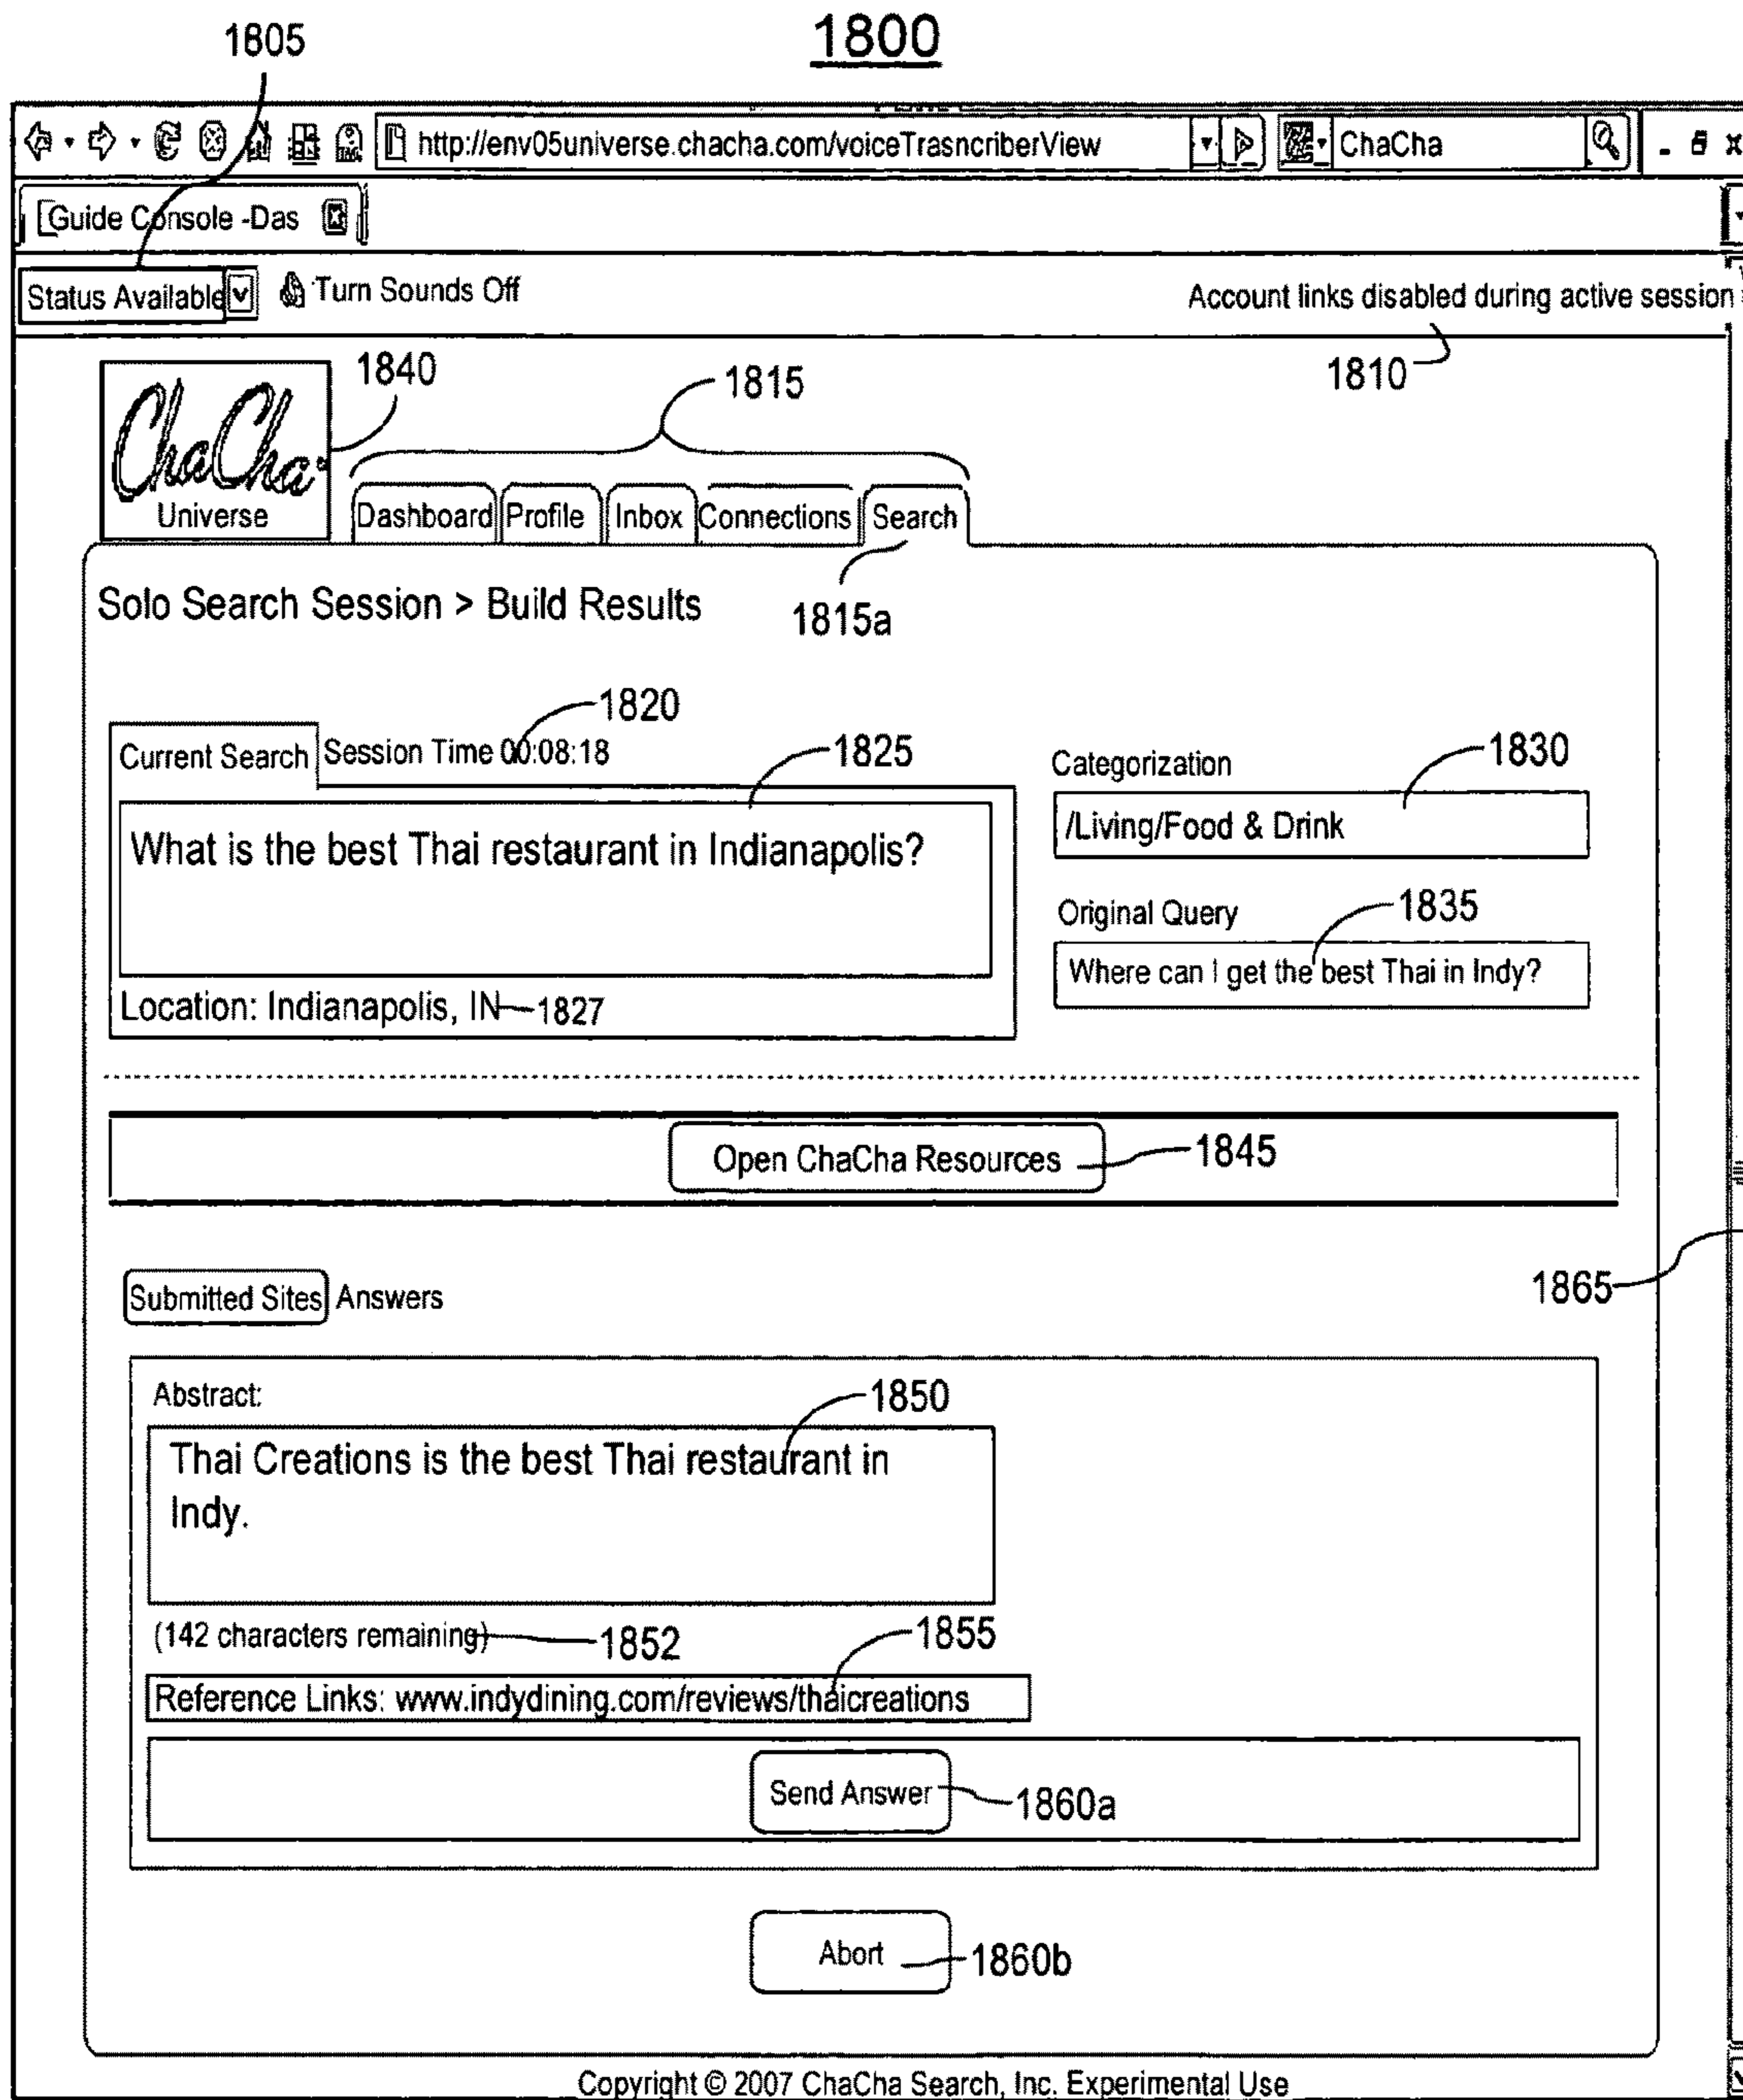 1800
1805
http://env05universe.chacha.com/voiceTrasncriberView ChaCha
Guide Console -Das
Status Available Turn Sounds Off Account links disabled during active session
1810
1840
1815
ChaCha
Universe
Dashboard Profile Inbox Connections Search
1815a
Solo Search Session > Build Results
1820
Current Search Session Time 00:08:18
1825
Categorization
1830
What is the best Thai restaurant in Indianapolis?
/Living/Food & Drink
Original Query
1835
Where can I get the best Thai in Indy?
Location: Indianapolis, IN 1827
Open ChaCha Resources 1845
1865
Submitted Sites Answers
Abstract:
1850
Thai Creations is the best Thai restaurant in
Indy.
(142 characters remaining) 1852
1855
Reference Links: www.indydining.com/reviews/thaicreations
Send Answer 1860a
Abort 1860b
Copyright © 2007 ChaCha Search, Inc. Experimental Use